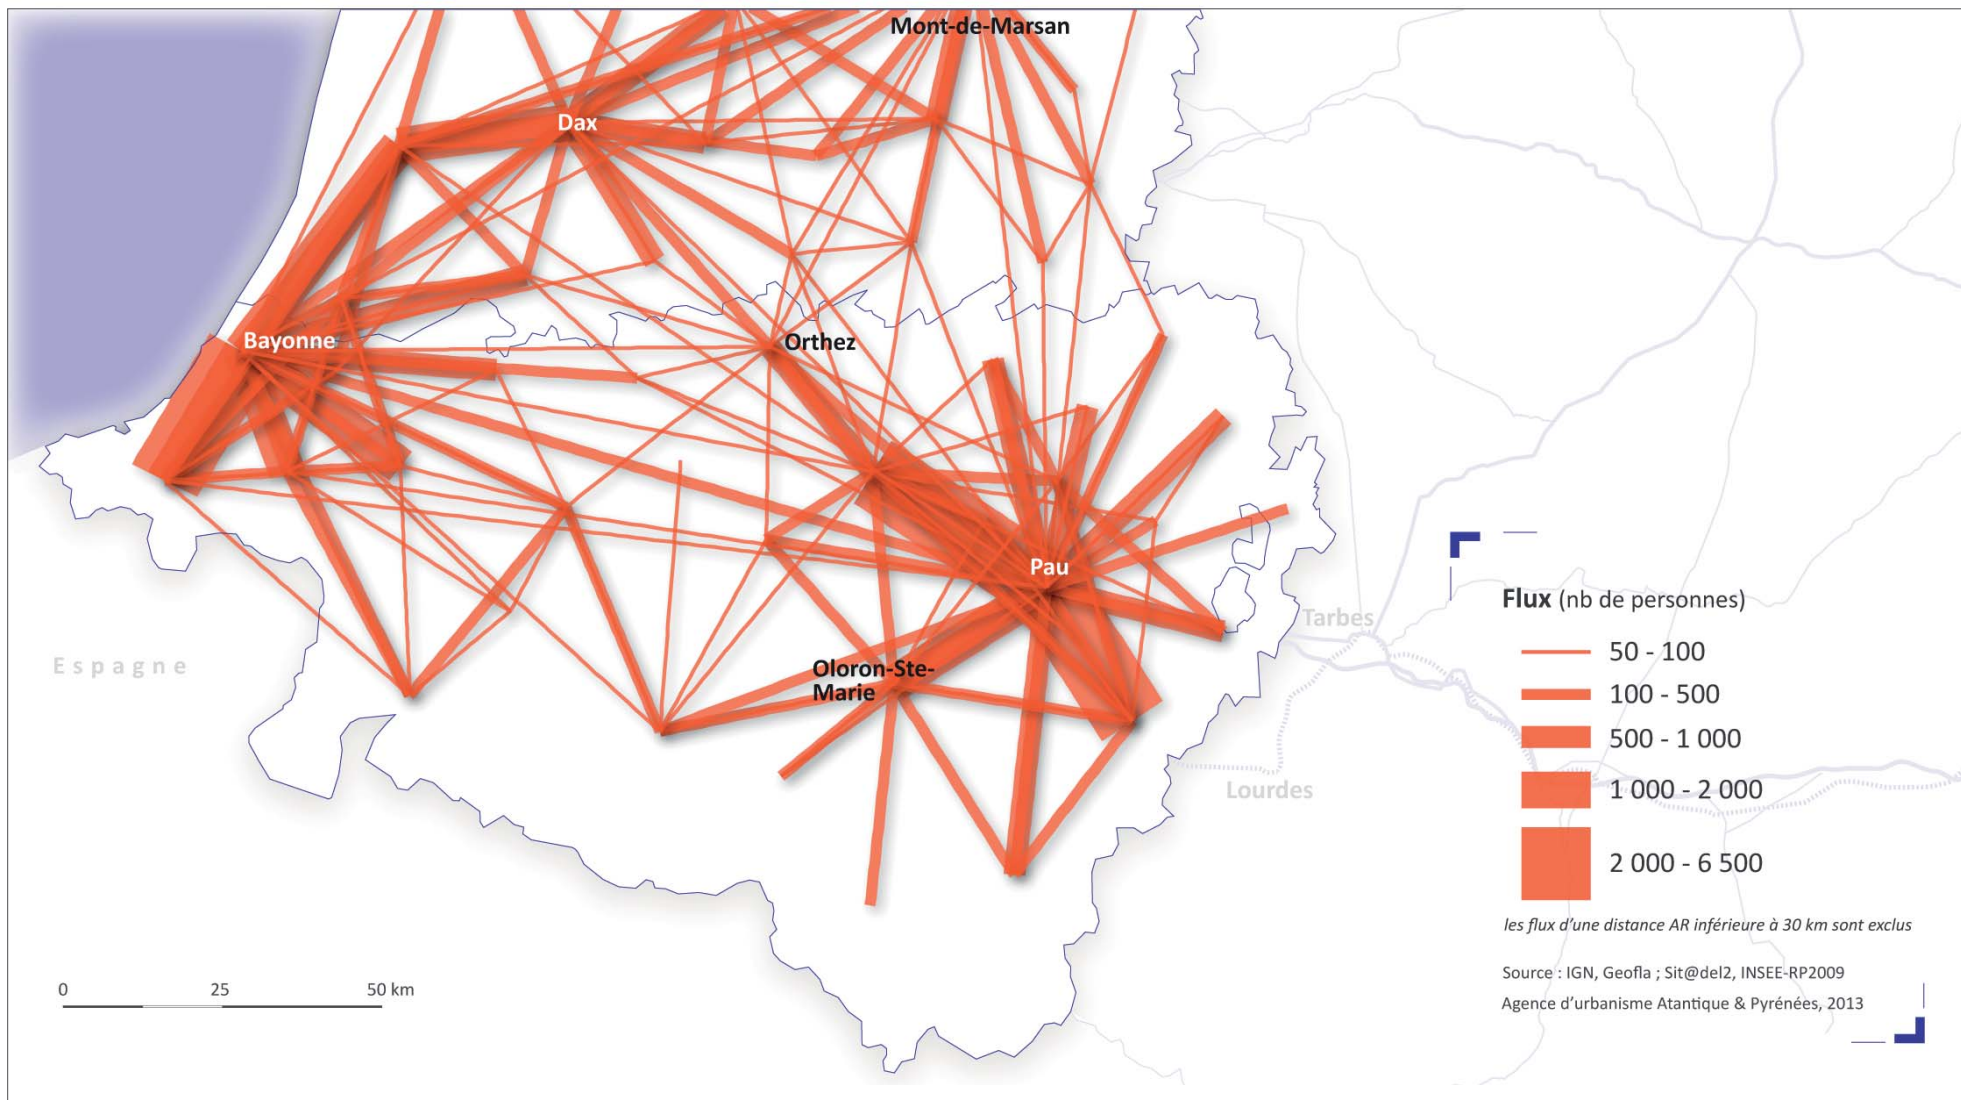 Mont-de-Marsan
Dax
Bayonne
Orthez
Pau
Oloron-Ste-
Marie
Espagne
Tarbes
Lourdes
0 25 50 km
Flux (nb de personnes)
50 - 100
100 - 500
500 - 1 000
1 000 - 2 000
2 000 - 6 500
les flux d'une distance AR inférieure à 30 km sont exclus
Source : IGN, Geofla ; Sit@del2, INSEE-RP2009
Agence d'urbanisme Atantique & Pyrénées, 2013